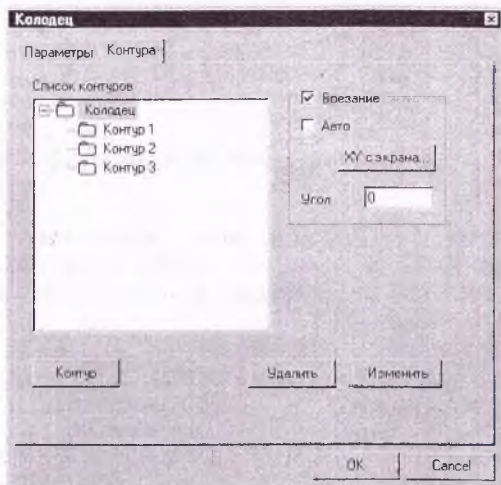 Колодец
Параметры Контура
Список контуров
Колодец
Контур 1
Контур 2
Контур 3
Врезание
Авто
XY с экрана...
Угол 0
Контур Удалить Изменить
OK Cancel